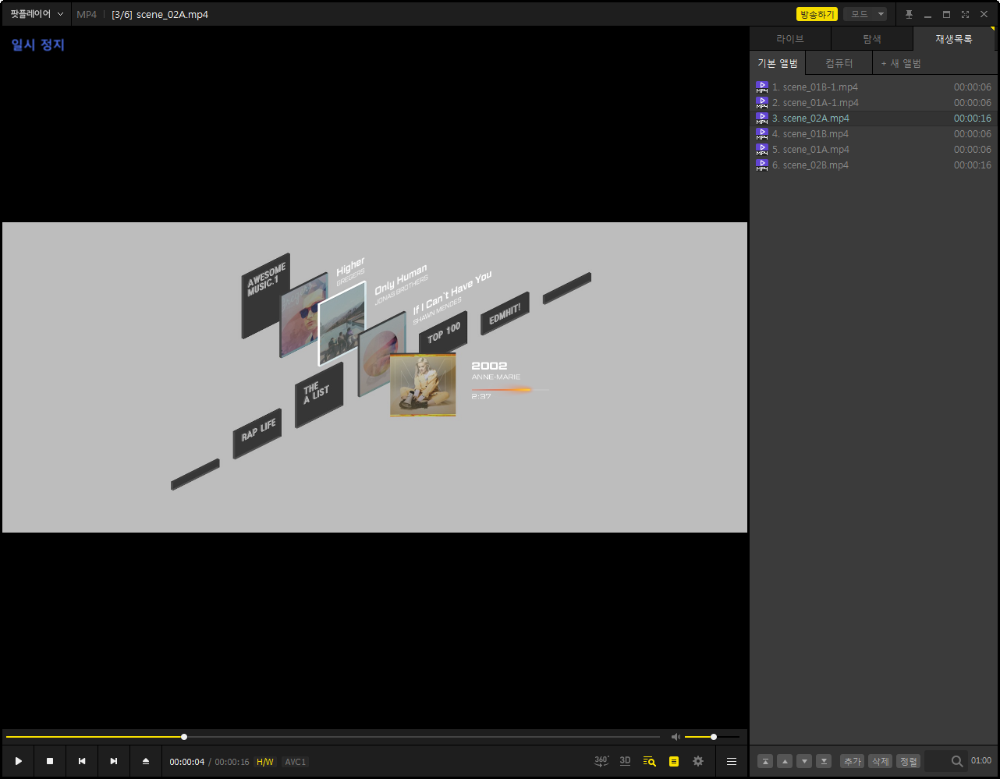 팟플레이어 MP4 [3/6] scene_02A.mp4 방송하기 모드
일시 정지
라이브 탐색 재생목록
기본 앨범 컴퓨터 + 새 앨범
1. scene_01B-1.mp4 00:00:06
2. scene_01A-1.mp4 00:00:06
3. scene_02A.mp4 00:00:16
4. scene_01B.mp4 00:00:06
5. scene_01A.mp4 00:00:06
6. scene_02B.mp4 00:00:16
AWESOME
MUSIC.1
Higher
GREGERS
Only Human
JONAS BROTHERS
If I Can`t Have You
SHAWN MENDES
TOP 100
EDMHIT!
2002
ANNE-MARIE
2:37
THE
A LIST
RAP LIFE
00:00:04 / 00:00:16 H/W AVC1 360° 3D
추가 삭제 정렬 01:00